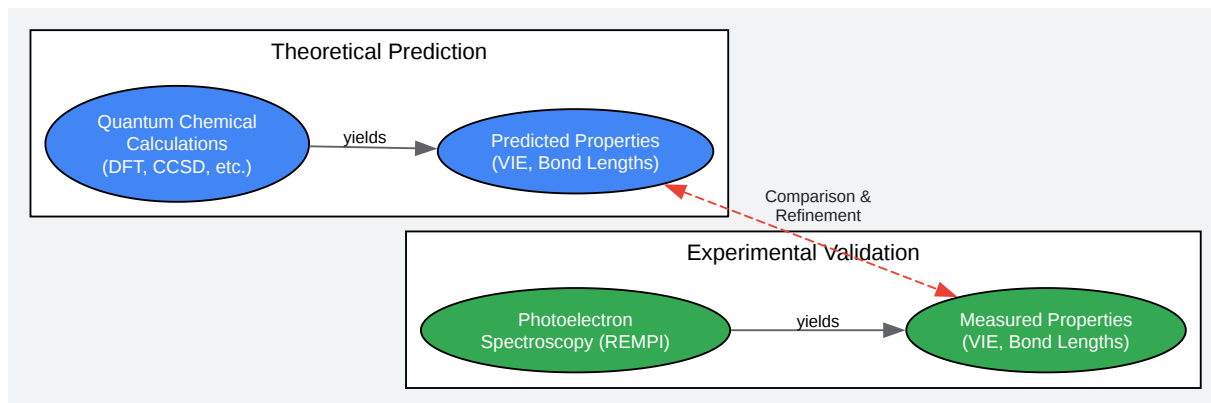 Theoretical Prediction
Quantum Chemical
Calculations
(DFT, CCSD, etc.)
yields
Predicted Properties
(VIE, Bond Lengths)
Comparison &
Refinement
Experimental Validation
Photoelectron
Spectroscopy (REMPI)
yields
Measured Properties
(VIE, Bond Lengths)